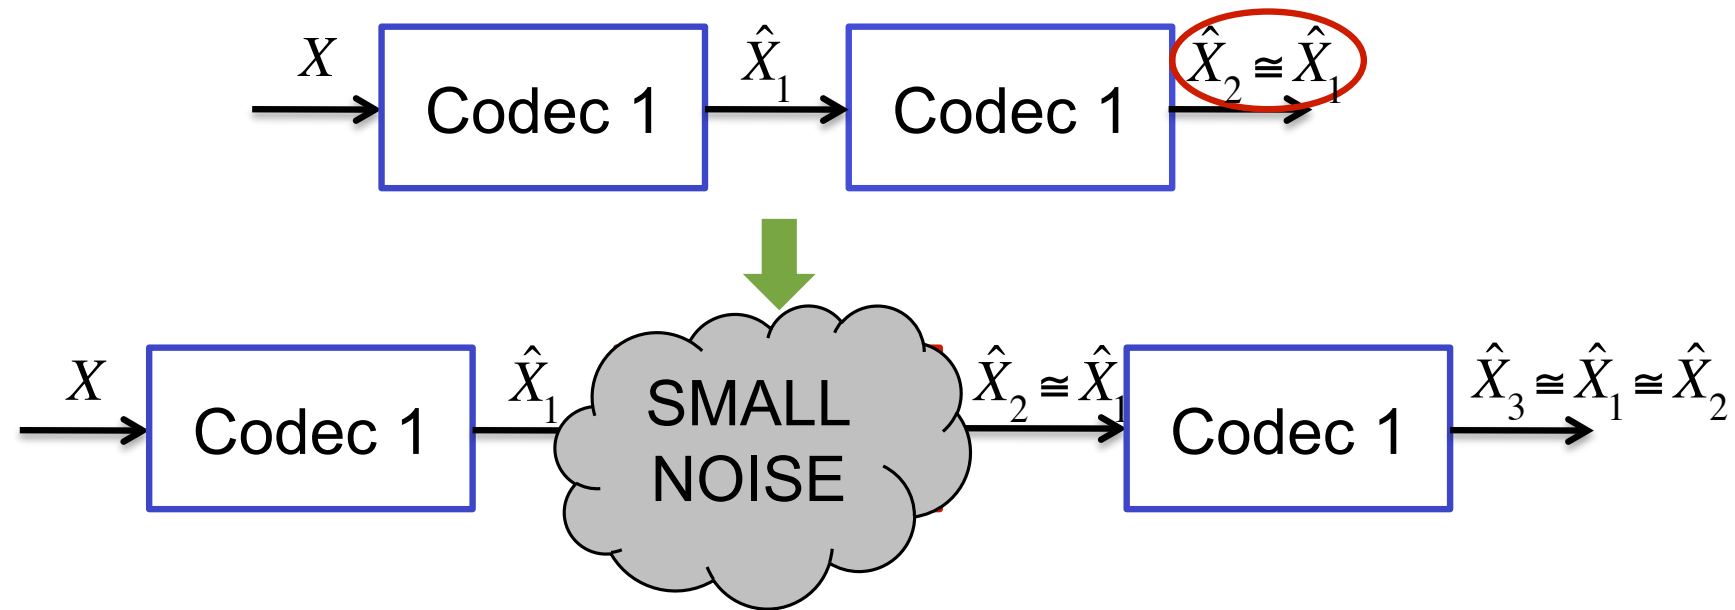 X
Codec 1
X̂₁
Codec 1
X̂₂ ≅ X̂₁
X
Codec 1
X̂₁
SMALL
NOISE
X̂₂ ≅ X̂₁
Codec 1
X̂₃ ≅ X̂₁ ≅ X̂₂